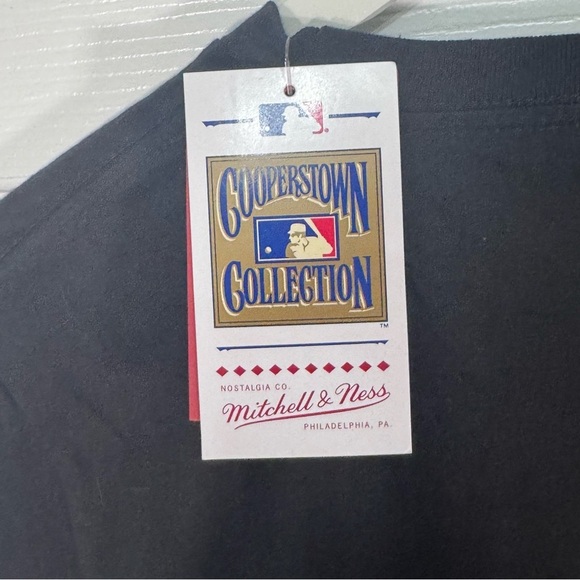 COOPERSTOWN
COLLECTION
TM
NOSTALGIA CO.
Mitchell & Ness
PHILADELPHIA, PA.